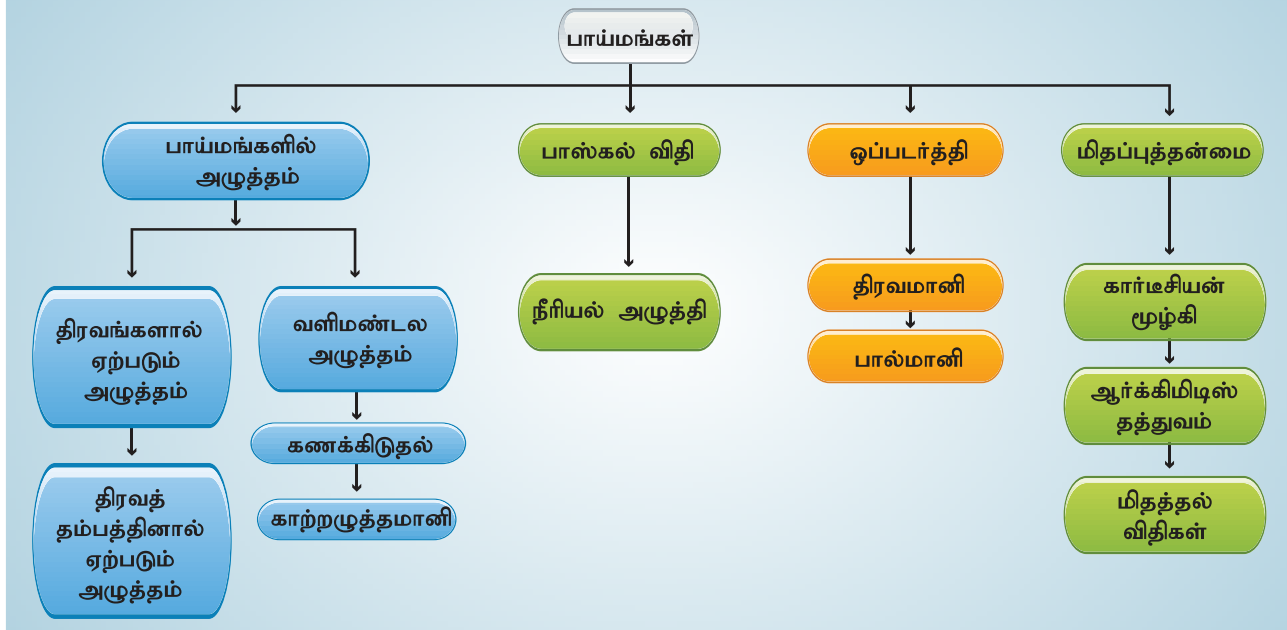 பாய்மங்கள்
பாய்மங்களில்
அழுத்தம்
பாஸ்கல் விதி
ஒப்படர்த்தி
மிதப்புத்தன்மை
திரவங்களால்
ஏற்படும்
அழுத்தம்
வளிமண்டல
அழுத்தம்
நீரியல் அழுத்தி
திரவமானி
கார்டீசியன்
மூழ்கி
பால்மானி
ஆர்க்கிமிடிஸ்
தத்துவம்
கணக்கிடுதல்
திரவத்
தம்பத்தினால்
ஏற்படும்
அழுத்தம்
காற்றழுத்தமானி
மிதத்தல்
விதிகள்